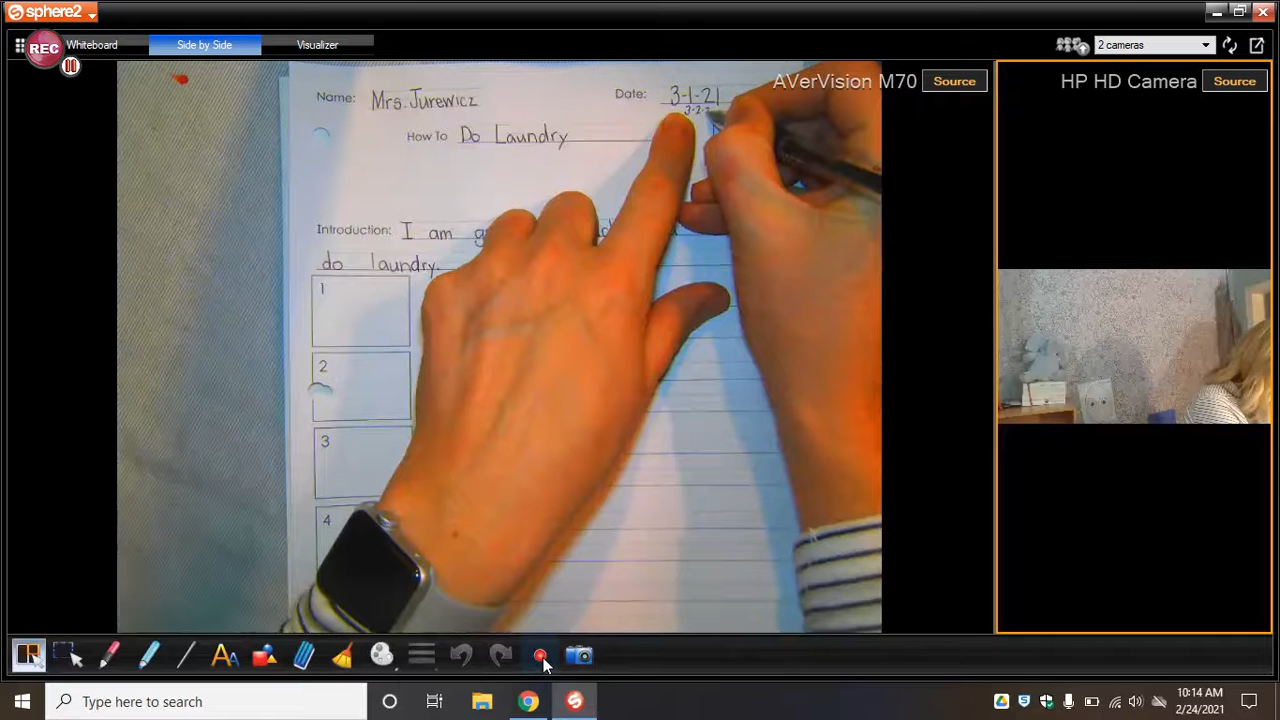 sphere2
REC
Whiteboard
Side by Side
Visualizer
2 cameras
AVerVision M70
Source
HP HD Camera
Source
Name: Mrs. Jurewicz
Date: 3-1-21
3-2-
How To Do Laundry
Introduction: I am
do laundry.
1
2
3
4
Type here to search
10:14 AM
2/24/2021